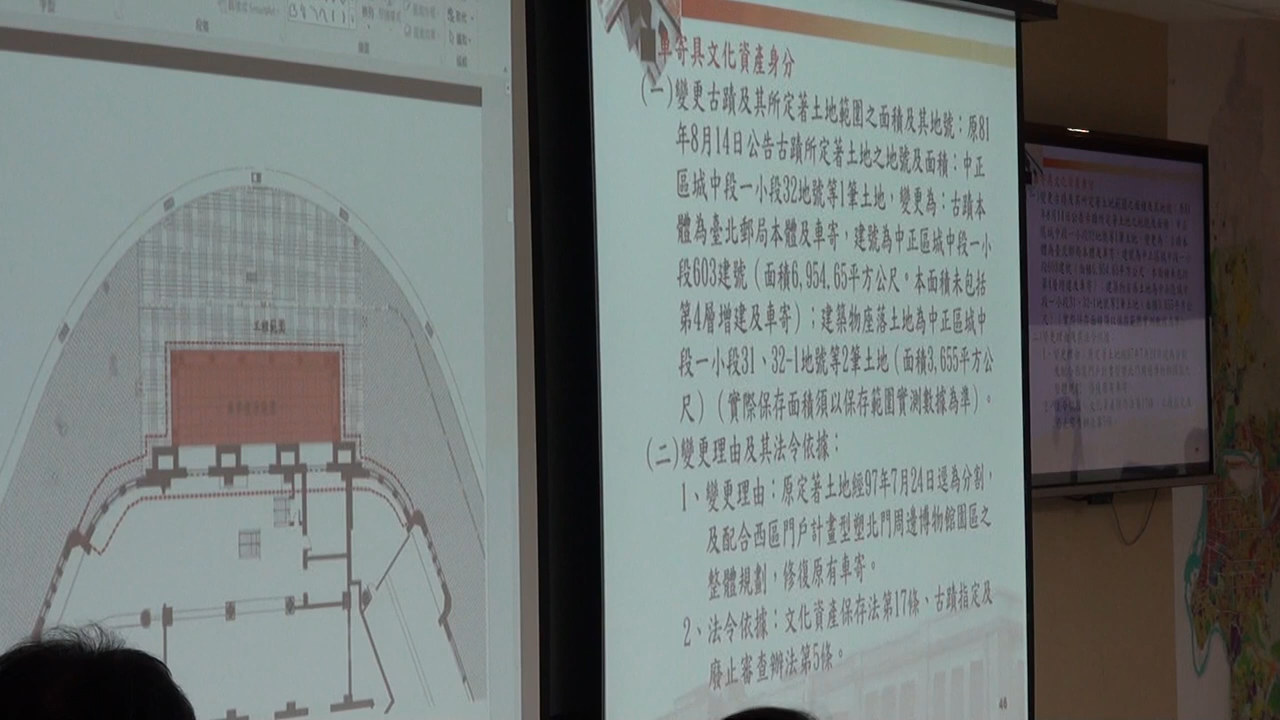 工程範圍
車寄具文化資產身分
(一)變更古蹟及其所定著土地範圍之面積及其地號：原81
年8月14日公告古蹟所定著土地之地號及面積：中正
區城中段一小段32地號等1筆土地，變更為：古蹟本
體為臺北郵局本體及車寄，建號為中正區城中段一小
段603建號（面積6,954.65平方公尺。本面積未包括
第4層增建及車寄）；建築物座落土地為中正區城中
段一小段31、32-1地號等2筆土地（面積3,655平方公
尺）（實際保存面積須以保存範圍實測數據為準）。
(二)變更理由及其法令依據：
1、變更理由：原定著土地經97年7月24日逕為分割，
及配合西區門戶計畫型塑北門周邊博物館園區之
整體規劃，修復原有車寄。
2、法令依據：文化資產保存法第17條、古蹟指定及
廢止審查辦法第5條。
46